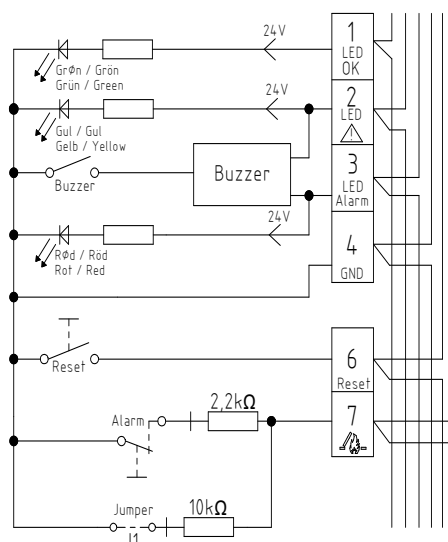 24V
1
LED
OK
GrØn / Grön
Grün / Green
24V
2
LED
Gul / Gul
Gelb / Yellow
Buzzer
Buzzer
3
LED
Alarm
24V
RØd / Röd
Rot / Red
4
GND
Reset
6
Reset
2,2kΩ
Alarm
7
Jumper
J1
10kΩ